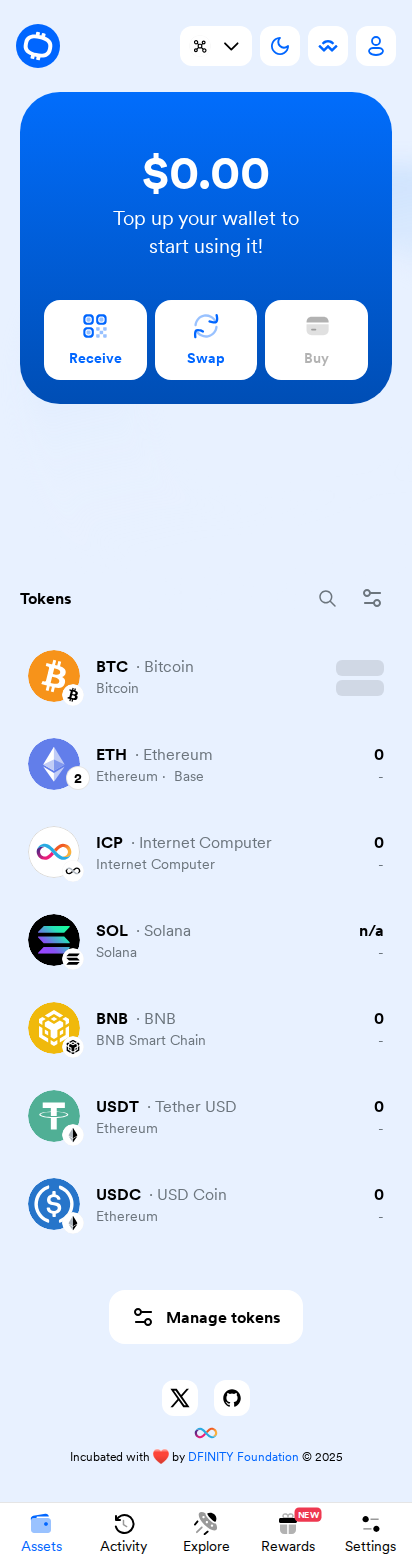 $0.00
Top up your wallet to
start using it!
Receive Swap Buy
Tokens
BTC · Bitcoin
Bitcoin
ETH · Ethereum 0
2
Ethereum · Base -
ICP · Internet Computer 0
Internet Computer -
SOL · Solana n/a
Solana -
BNB · BNB 0
BNB Smart Chain -
USDT · Tether USD 0
Ethereum -
USDC · USD Coin 0
Ethereum -
Manage tokens
Incubated with ❤️ by DFINITY Foundation © 2025
NEW
Assets Activity Explore Rewards Settings